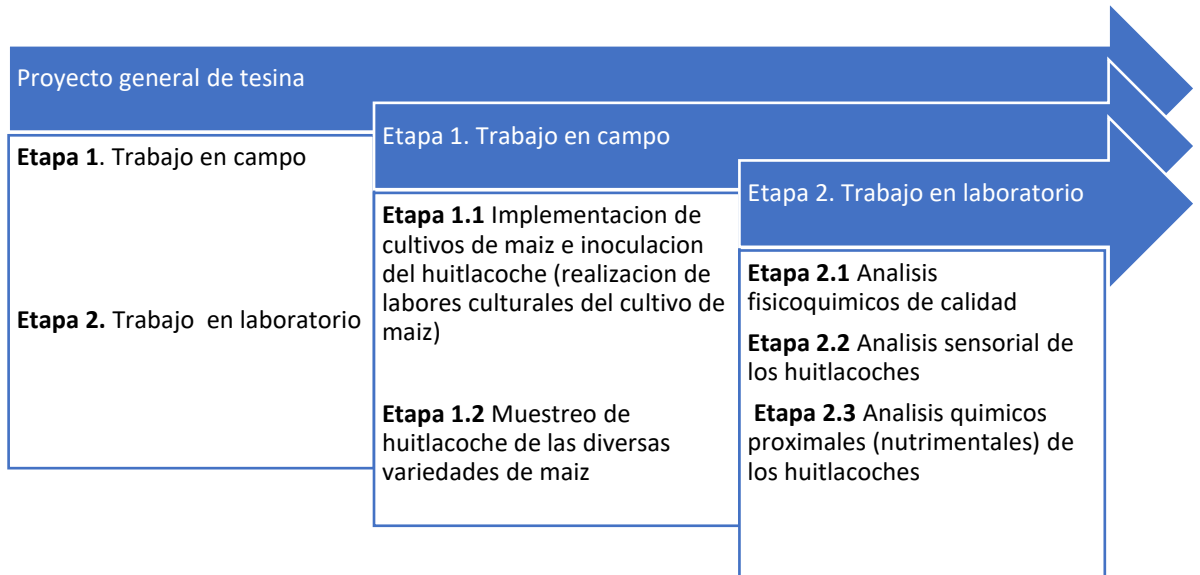 Proyecto general de tesina
Etapa 1. Trabajo en campo
Etapa 2. Trabajo en laboratorio
Etapa 1. Trabajo en campo
Etapa 1.1 Implementacion de
cultivos de maiz e inoculacion
del huitlacoche (realizacion de
labores culturales del cultivo de
maiz)
Etapa 1.2 Muestreo de
huitlacoche de las diversas
variedades de maiz
Etapa 2. Trabajo en laboratorio
Etapa 2.1 Analisis
fisicoquimicos de calidad
Etapa 2.2 Analisis sensorial de
los huitlacoches
Etapa 2.3 Analisis quimicos
proximales (nutrimentales) de
los huitlacoches